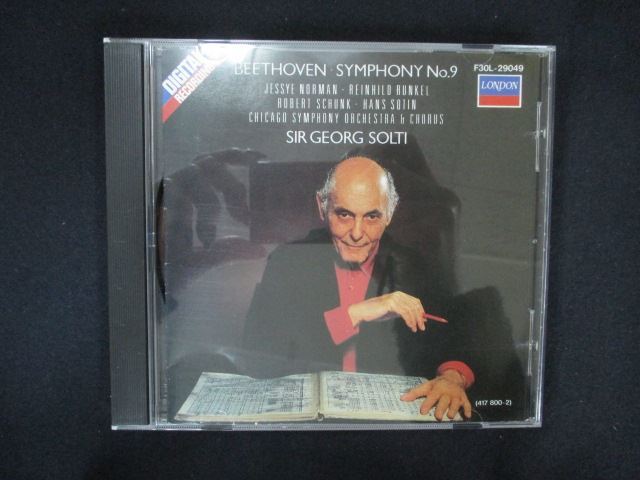 DIGITAL
RECORDING
BEETHOVEN · SYMPHONY No.9
F30L-29049
LONDON
JESSYE NORMAN · REINHILD RUNKEL
ROBERT SCHUNK · HANS SOTIN
CHICAGO SYMPHONY ORCHESTRA & CHORUS
SIR GEORG SOLTI
(417 800-2)